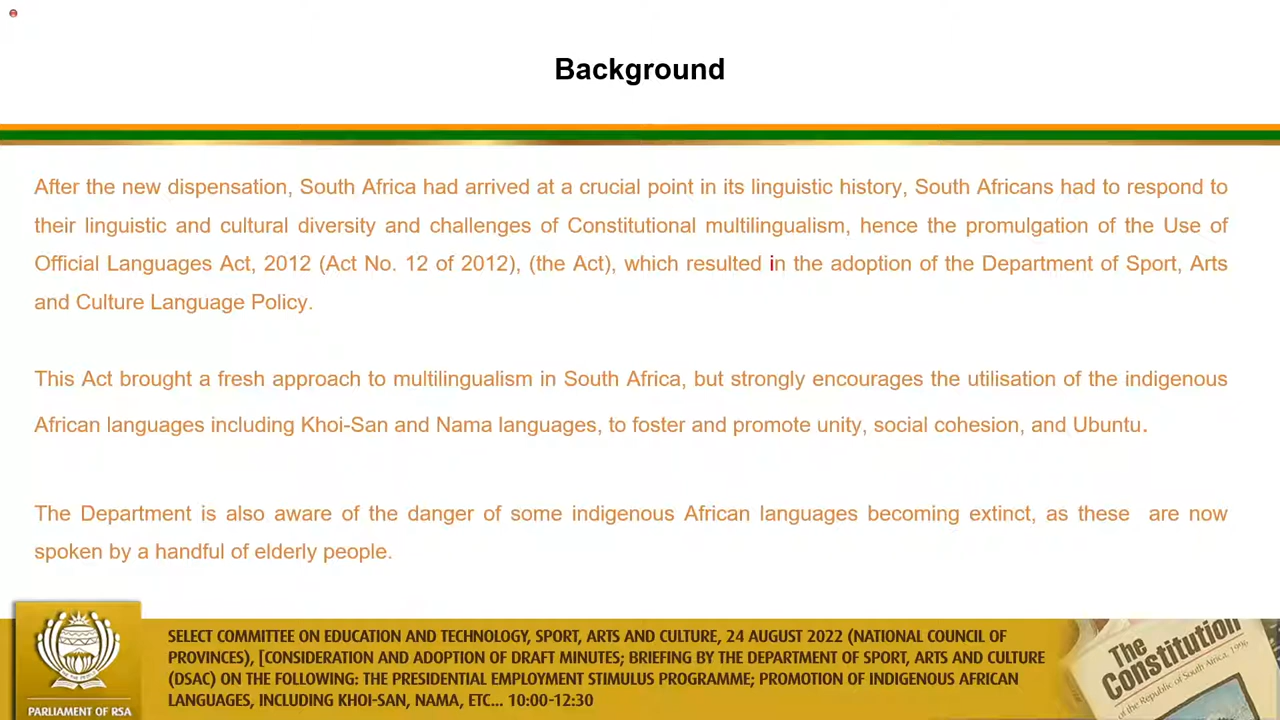 Background
After the new dispensation, South Africa had arrived at a crucial point in its linguistic history, South Africans had to respond to
their linguistic and cultural diversity and challenges of Constitutional multilingualism, hence the promulgation of the Use of
Official Languages Act, 2012 (Act No. 12 of 2012), (the Act), which resulted in the adoption of the Department of Sport, Arts
and Culture Language Policy.
This Act brought a fresh approach to multilingualism in South Africa, but strongly encourages the utilisation of the indigenous
African languages including Khoi-San and Nama languages, to foster and promote unity, social cohesion, and Ubuntu.
The Department is also aware of the danger of some indigenous African languages becoming extinct, as these are now
spoken by a handful of elderly people.
SELECT COMMITTEE ON EDUCATION AND TECHNOLOGY, SPORT, ARTS AND CULTURE, 24 AUGUST 2022 (NATIONAL COUNCIL OF
PROVINCES), [CONSIDERATION AND ADOPTION OF DRAFT MINUTES; BRIEFING BY THE DEPARTMENT OF SPORT, ARTS AND CULTURE
(DSAC) ON THE FOLLOWING: THE PRESIDENTIAL EMPLOYMENT STIMULUS PROGRAMME; PROMOTION OF INDIGENOUS AFRICAN
LANGUAGES, INCLUDING KHOI-SAN, NAMA, ETC... 10:00-12:30
PARLIAMENT OF RSA
The
Constitution
of the Republic of South Africa, 1996